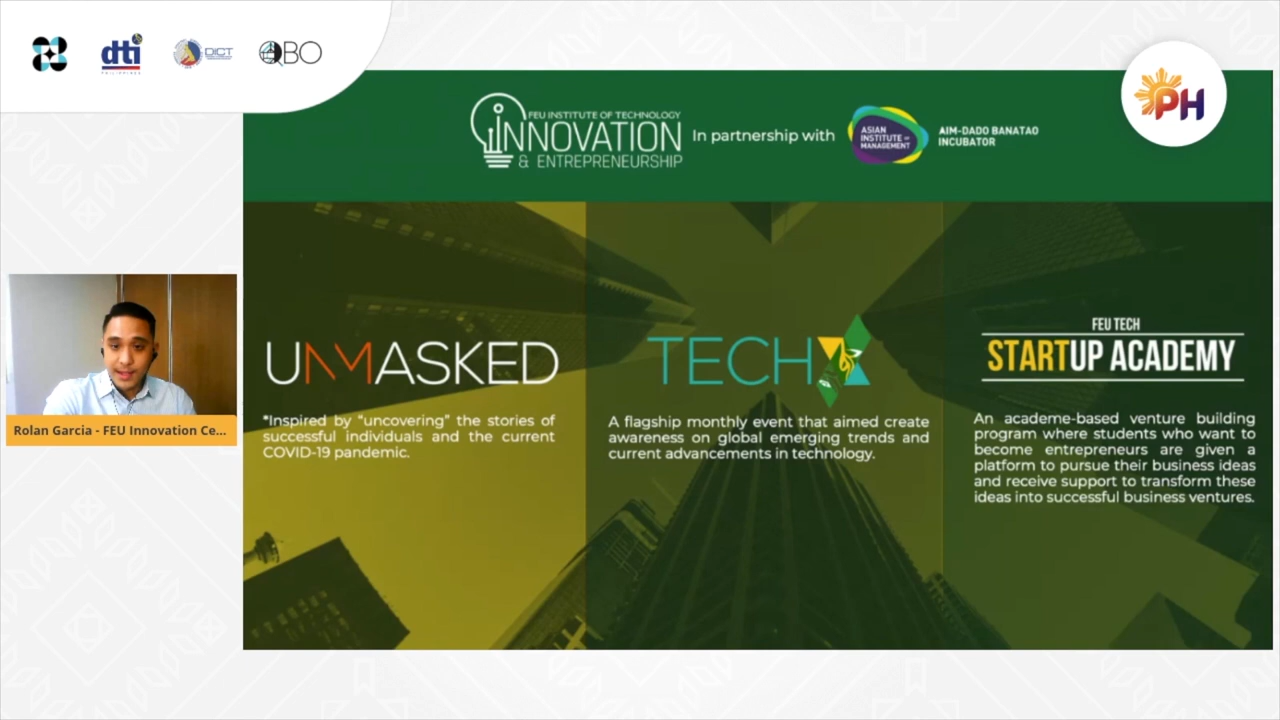 dti
PHILIPPINES
DICT
QBO
PH
FEU INSTITUTE OF TECHNOLOGY
INNOVATION
& ENTREPRENEURSHIP
In partnership with
ASIAN
INSTITUTE OF
MANAGEMENT
AIM-DADO BANATAO
INCUBATOR
Rolan Garcia - FEU Innovation Ce...
UNMASKED
*Inspired by “uncovering” the stories of
successful individuals and the current
COVID-19 pandemic.
TECHX
A flagship monthly event that aimed create
awareness on global emerging trends and
current advancements in technology.
FEU TECH
STARTUP ACADEMY
An academe-based venture building
program where students who want to
become entrepreneurs are given a
platform to pursue their business ideas
and receive support to transform these
ideas into successful business ventures.